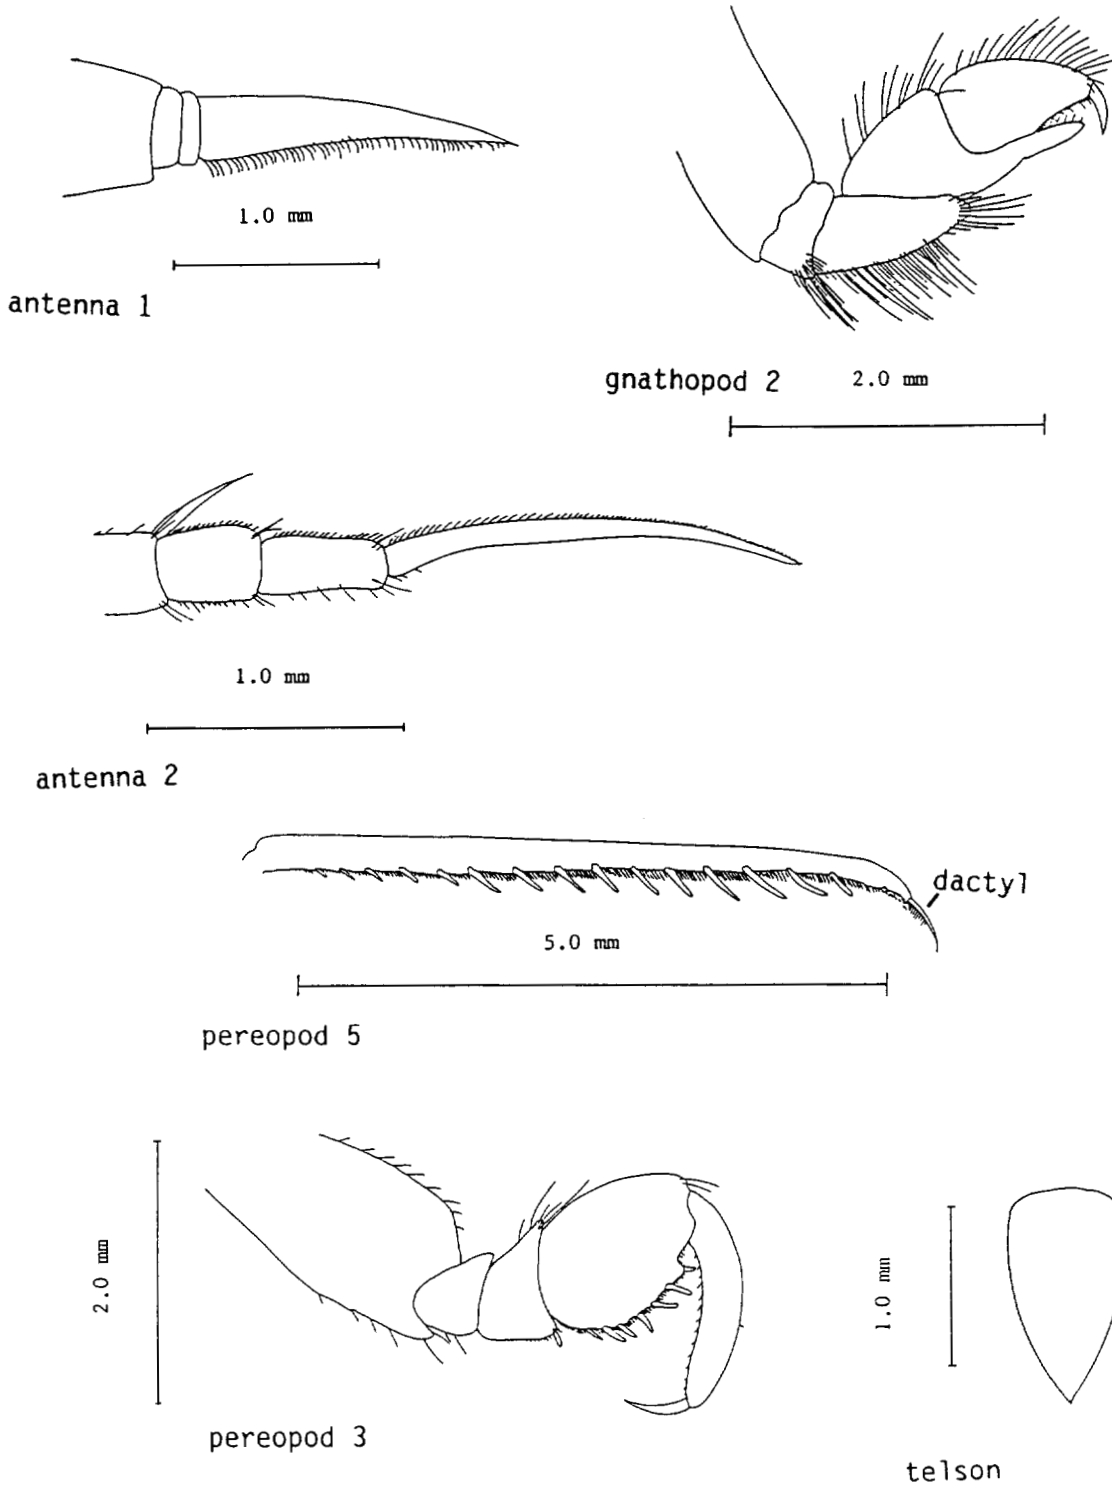 1.0 mm
antenna 1
gnathopod 2
2.0 mm
1.0 mm
antenna 2
dactyl
5.0 mm
pereopod 5
2.0 mm
1.0 mm
pereopod 3
telson